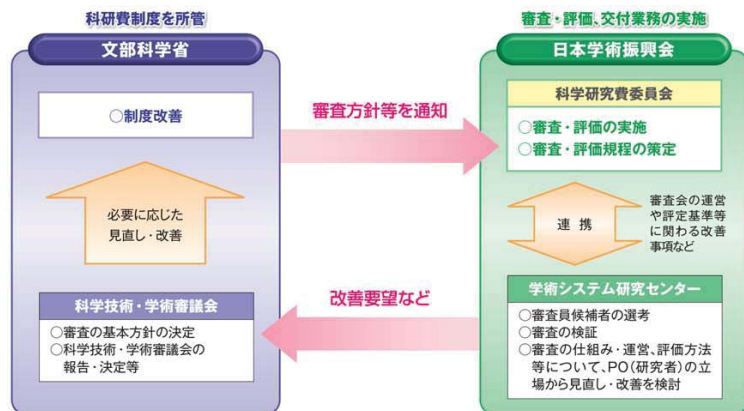 科研費制度を所管
文部科学省
○制度改善
必要に応じた
見直し・改善
科学技術・学術審議会
○審査の基本方針の決定
○科学技術・学術審議会の
報告・決定等
審査方針等を通知
改善要望など
審査・評価、交付業務の実施
日本学術振興会
科学研究費委員会
○審査・評価の実施
○審査・評価規程の策定
連携
審査会の運営
や評定基準等
に関わる改善
事項など
学術システム研究センター
○審査員候補者の選考
○審査の検証
○審査の仕組み・運営、評価方法
等について、PO(研究者)の立
場から見直し・改善を検討